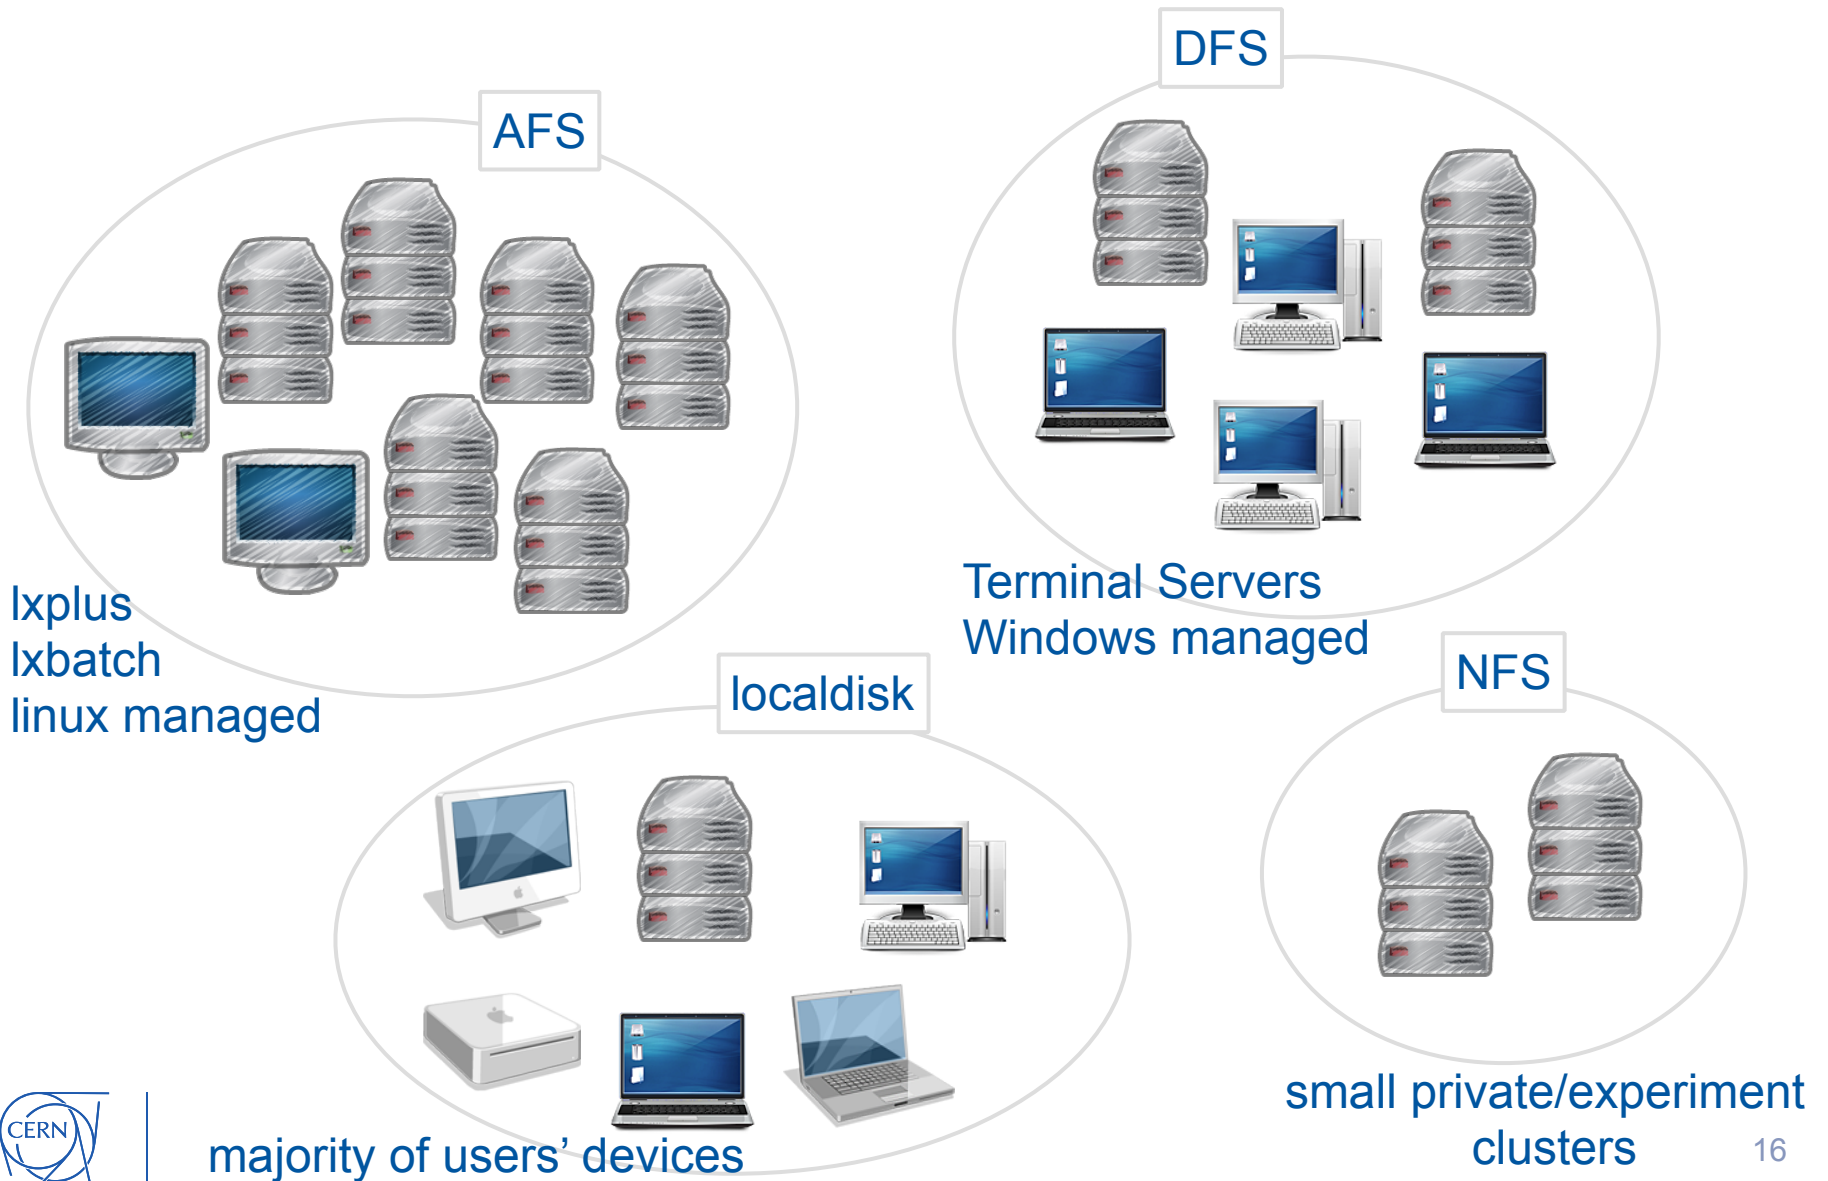 DFS
AFS
lxplus
lxbatch
linux managed
Terminal Servers
Windows managed
localdisk
NFS
majority of users’ devices
small private/experiment
clusters
CERN
16